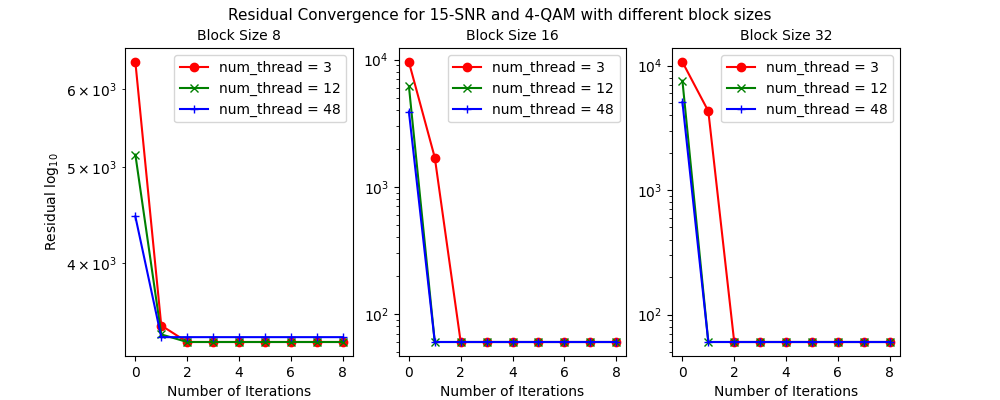 Residual Convergence for 15-SNR and 4-QAM with different block sizes
Block Size 8
num_thread = 3
num_thread = 12
num_thread = 48
6 × 10³
5 × 10³
4 × 10³
Residual log₁₀
0 2 4 6 8
Number of Iterations
Block Size 16
num_thread = 3
num_thread = 12
num_thread = 48
10⁴
10³
10²
0 2 4 6 8
Number of Iterations
Block Size 32
num_thread = 3
num_thread = 12
num_thread = 48
10⁴
10³
10²
0 2 4 6 8
Number of Iterations